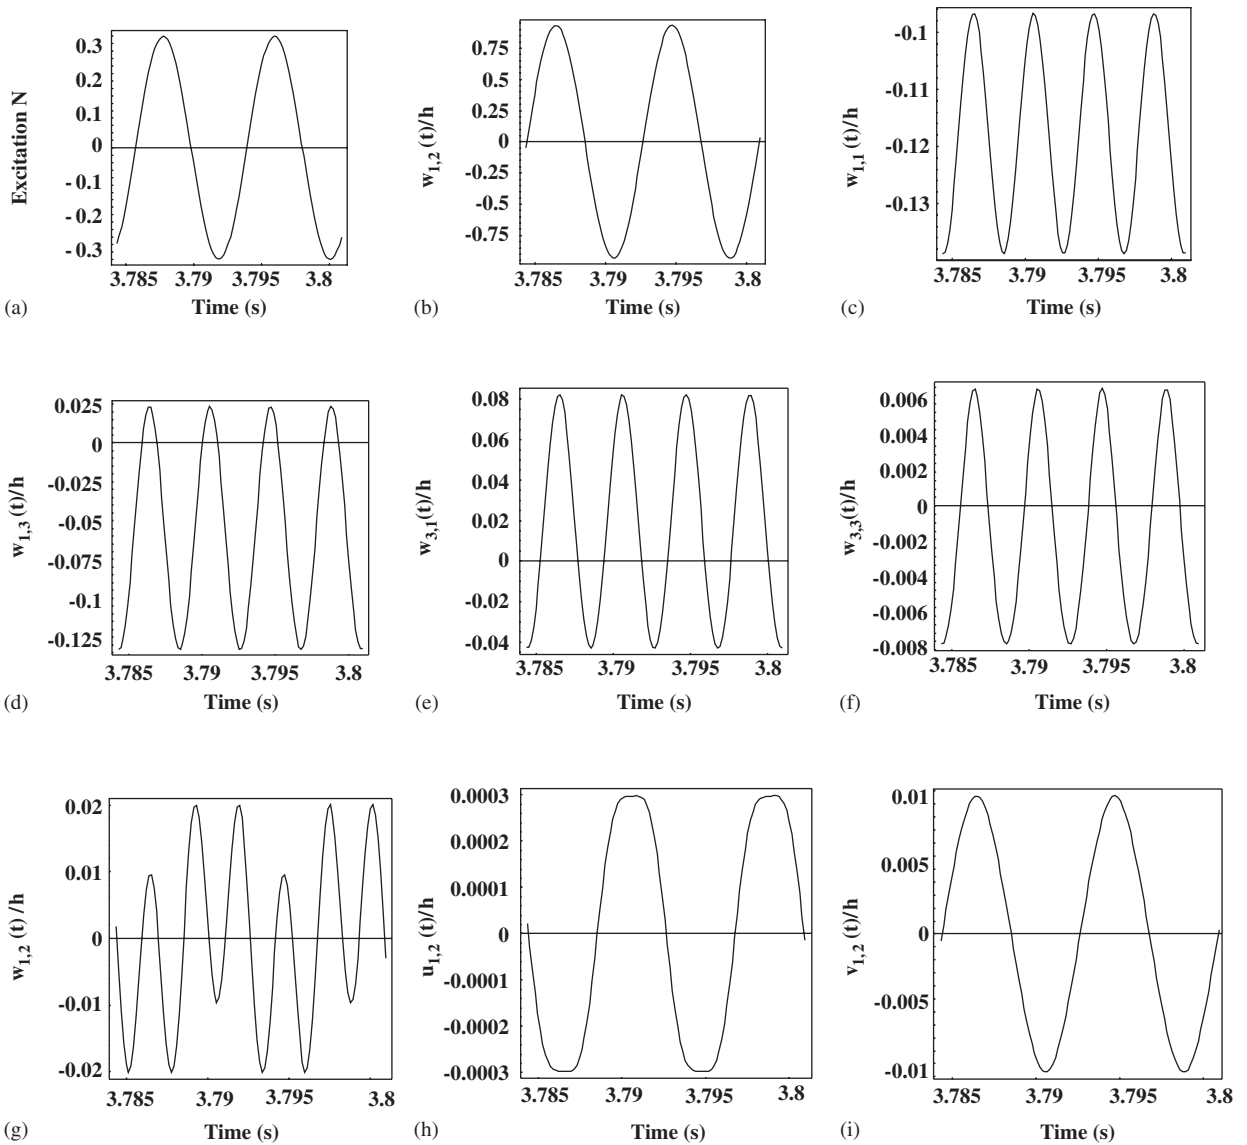 Excitation N
0.3
0.2
0.1
0
-0.1
-0.2
-0.3
3.785 3.79 3.795 3.8
(a) Time (s)
w1,2 (t)/h
0.75
0.5
0.25
0
-0.25
-0.5
-0.75
3.785 3.79 3.795 3.8
(b) Time (s)
w1,1 (t)/h
-0.1
-0.11
-0.12
-0.13
3.785 3.79 3.795 3.8
(c) Time (s)
w1,3 (t)/h
0.025
0
-0.025
-0.05
-0.075
-0.1
-0.125
3.785 3.79 3.795 3.8
(d) Time (s)
w3,1(t)/h
0.08
0.06
0.04
0.02
0
-0.02
-0.04
3.785 3.79 3.795 3.8
(e) Time (s)
w3,3(t)/h
0.006
0.004
0.002
0
-0.002
-0.004
-0.006
-0.008
3.785 3.79 3.795 3.8
(f) Time (s)
w1,2 (t) /h
0.02
0.01
0
-0.01
-0.02
3.785 3.79 3.795 3.8
(g) Time (s)
u1,2 (t)/h
0.0003
0.0001
0
-0.0001
-0.0002
-0.0003
3.785 3.79 3.795 3.8
(h) Time (s)
v1,2 (t)/h
0.01
0.005
0
-0.005
-0.01
3.785 3.79 3.795 3.8
(i) Time (s)